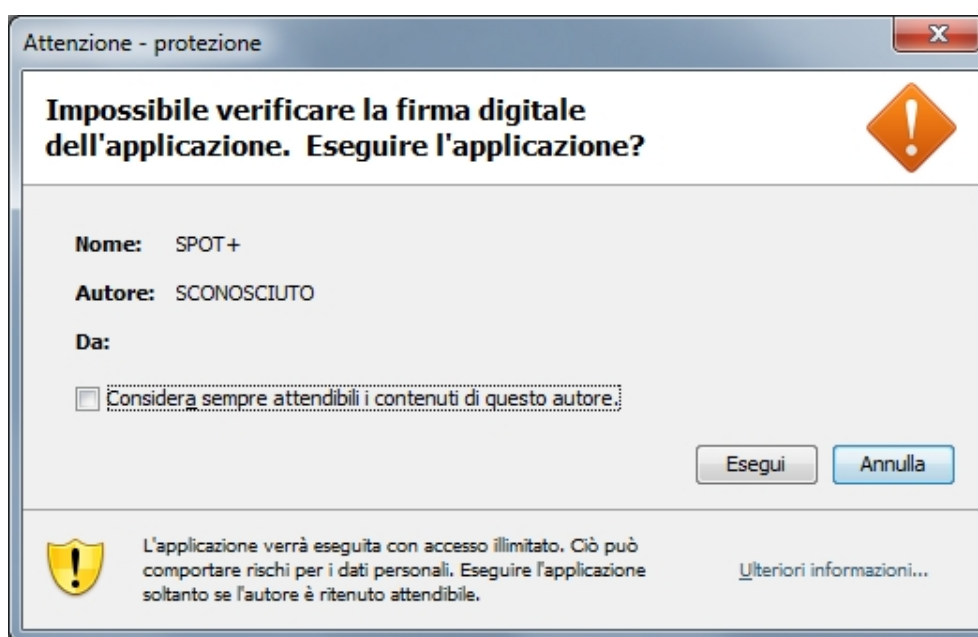 Attenzione - protezione
Impossibile verificare la firma digitale
dell'applicazione. Eseguire l'applicazione?
Nome: SPOT+
Autore: SCONOSCIUTO
Da:
Considera sempre attendibili i contenuti di questo autore.
Esegui Annulla
L'applicazione verrà eseguita con accesso illimitato. Ciò può
comportare rischi per i dati personali. Eseguire l'applicazione
soltanto se l'autore è ritenuto attendibile.
Ulteriori informazioni...